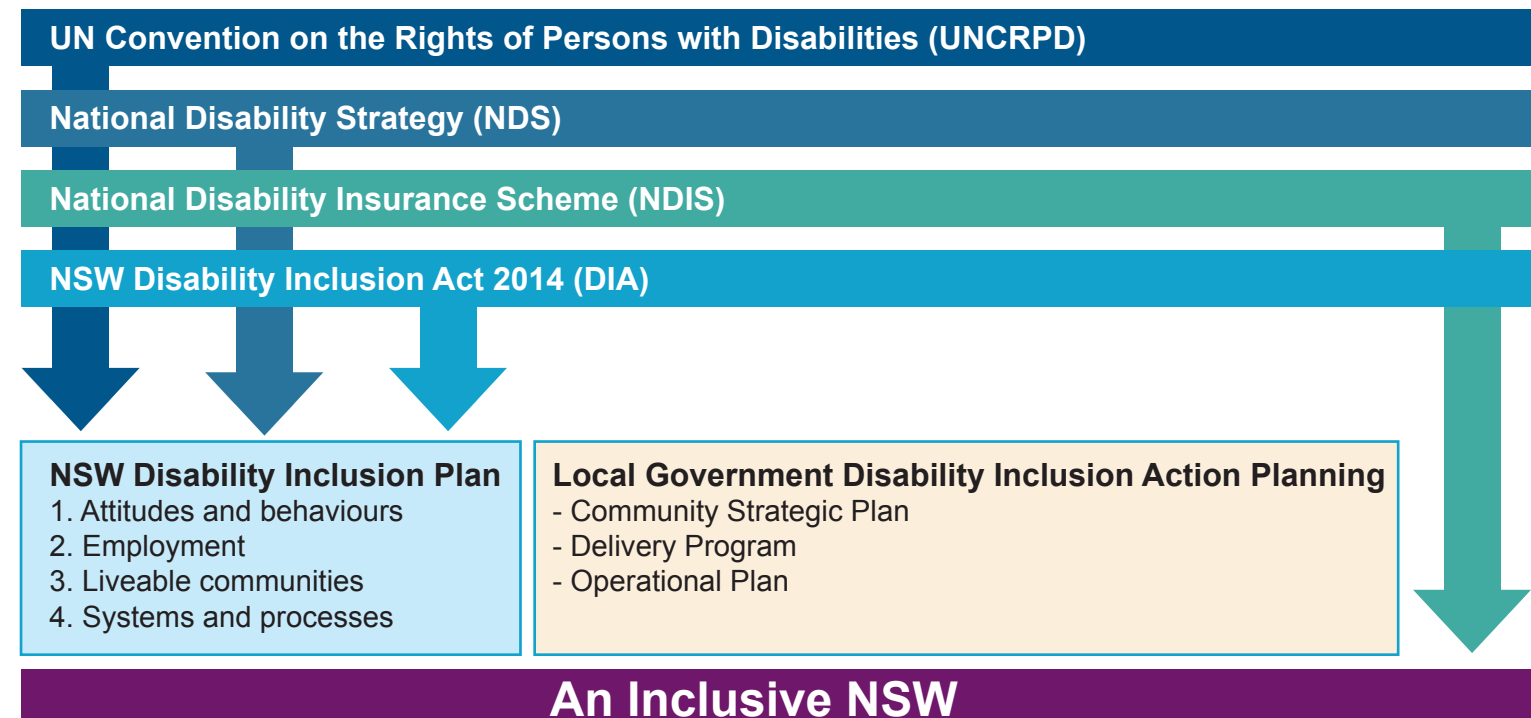 UN Convention on the Rights of Persons with Disabilities (UNCRPD)
National Disability Strategy (NDS)
National Disability Insurance Scheme (NDIS)
NSW Disability Inclusion Act 2014 (DIA)
NSW Disability Inclusion Plan
1. Attitudes and behaviours
2. Employment
3. Liveable communities
4. Systems and processes
Local Government Disability Inclusion Action Planning
- Community Strategic Plan
- Delivery Program
- Operational Plan
An Inclusive NSW